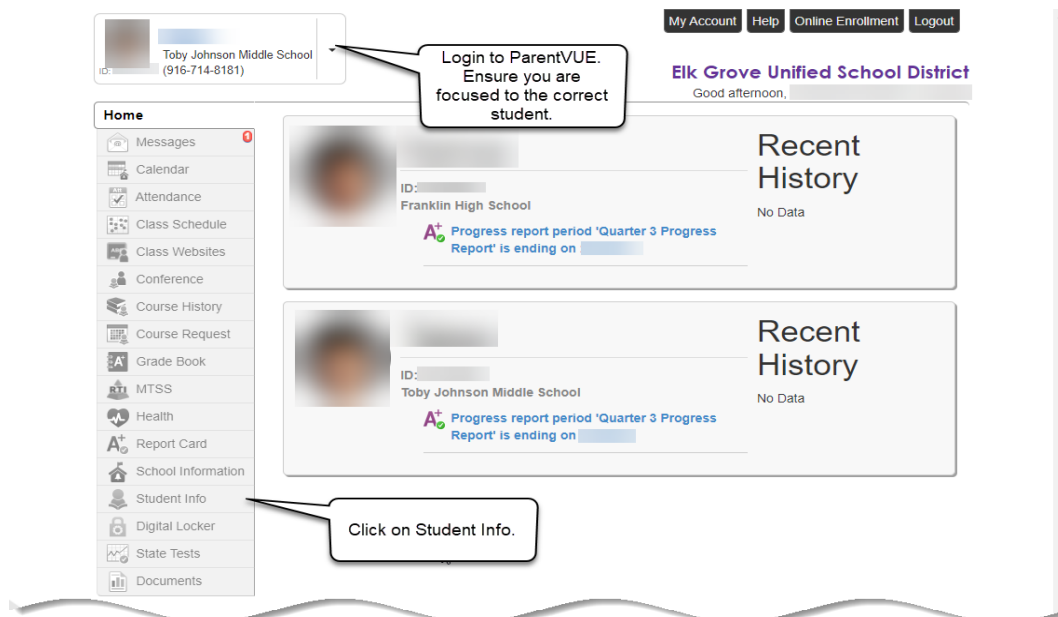 My Account Help Online Enrollment Logout
Toby Johnson Middle School
ID: (916-714-8181)
Login to ParentVUE.
Ensure you are
focused to the correct
student.
Elk Grove Unified School District
Good afternoon,
Home
Messages 1
Calendar
Attendance
Class Schedule
Class Websites
Conference
Course History
Course Request
Grade Book
MTSS
Health
Report Card
School Information
Student Info
Digital Locker
State Tests
Documents
ID:
Franklin High School
Progress report period 'Quarter 3 Progress
Report' is ending on
Recent
History
No Data
ID:
Toby Johnson Middle School
Progress report period 'Quarter 3 Progress
Report' is ending on
Recent
History
No Data
Click on Student Info.